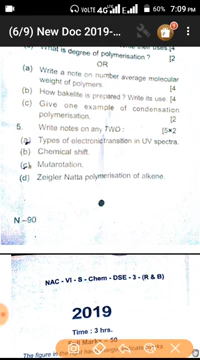 VOLTE 4G E 60% 7:09 PM
(6/9) New Doc 2019-...
What is degree of polymerisation ? [2
OR
(a) Write a note on number average molecular
weight of polymers. [4
(b) How bakelite is prepared ? Write its use. [4
(c) Give one example of condensation
polymerisation. [2
5. Write notes on any TWO : [5×2
(a) Types of electronic transition in UV spectra.
(b) Chemical shift.
(c) Mutarotation.
(d) Zeigler Natta polymerisation of alkene.
N –90
NAC - VI - S - Chem - DSE - 3 - (R & B)
2019
Time : 3 hrs.
Full Marks – 50
The figure in the